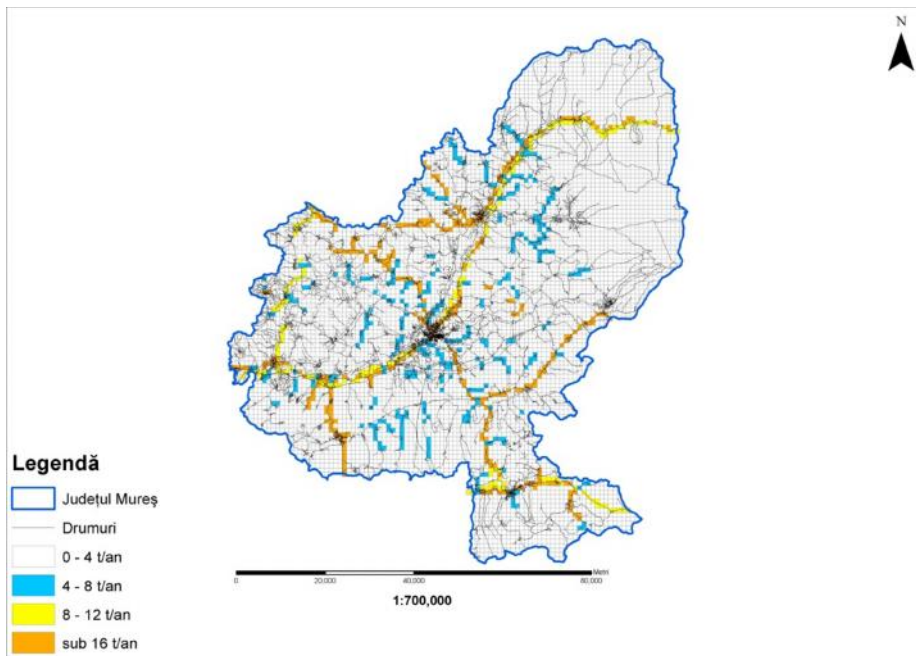 N
Legendă
Județul Mureș
Drumuri
0 - 4 t/an
4 - 8 t/an
8 - 12 t/an
sub 16 t/an
Metri
0 20,000 40,000 80,000
1:700,000